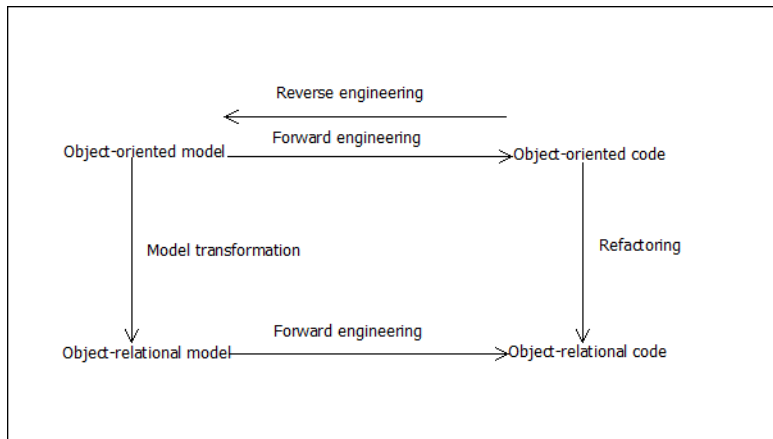 Reverse engineering
Forward engineering
Object-oriented model
Object-oriented code
Model transformation
Refactoring
Forward engineering
Object-relational model
Object-relational code